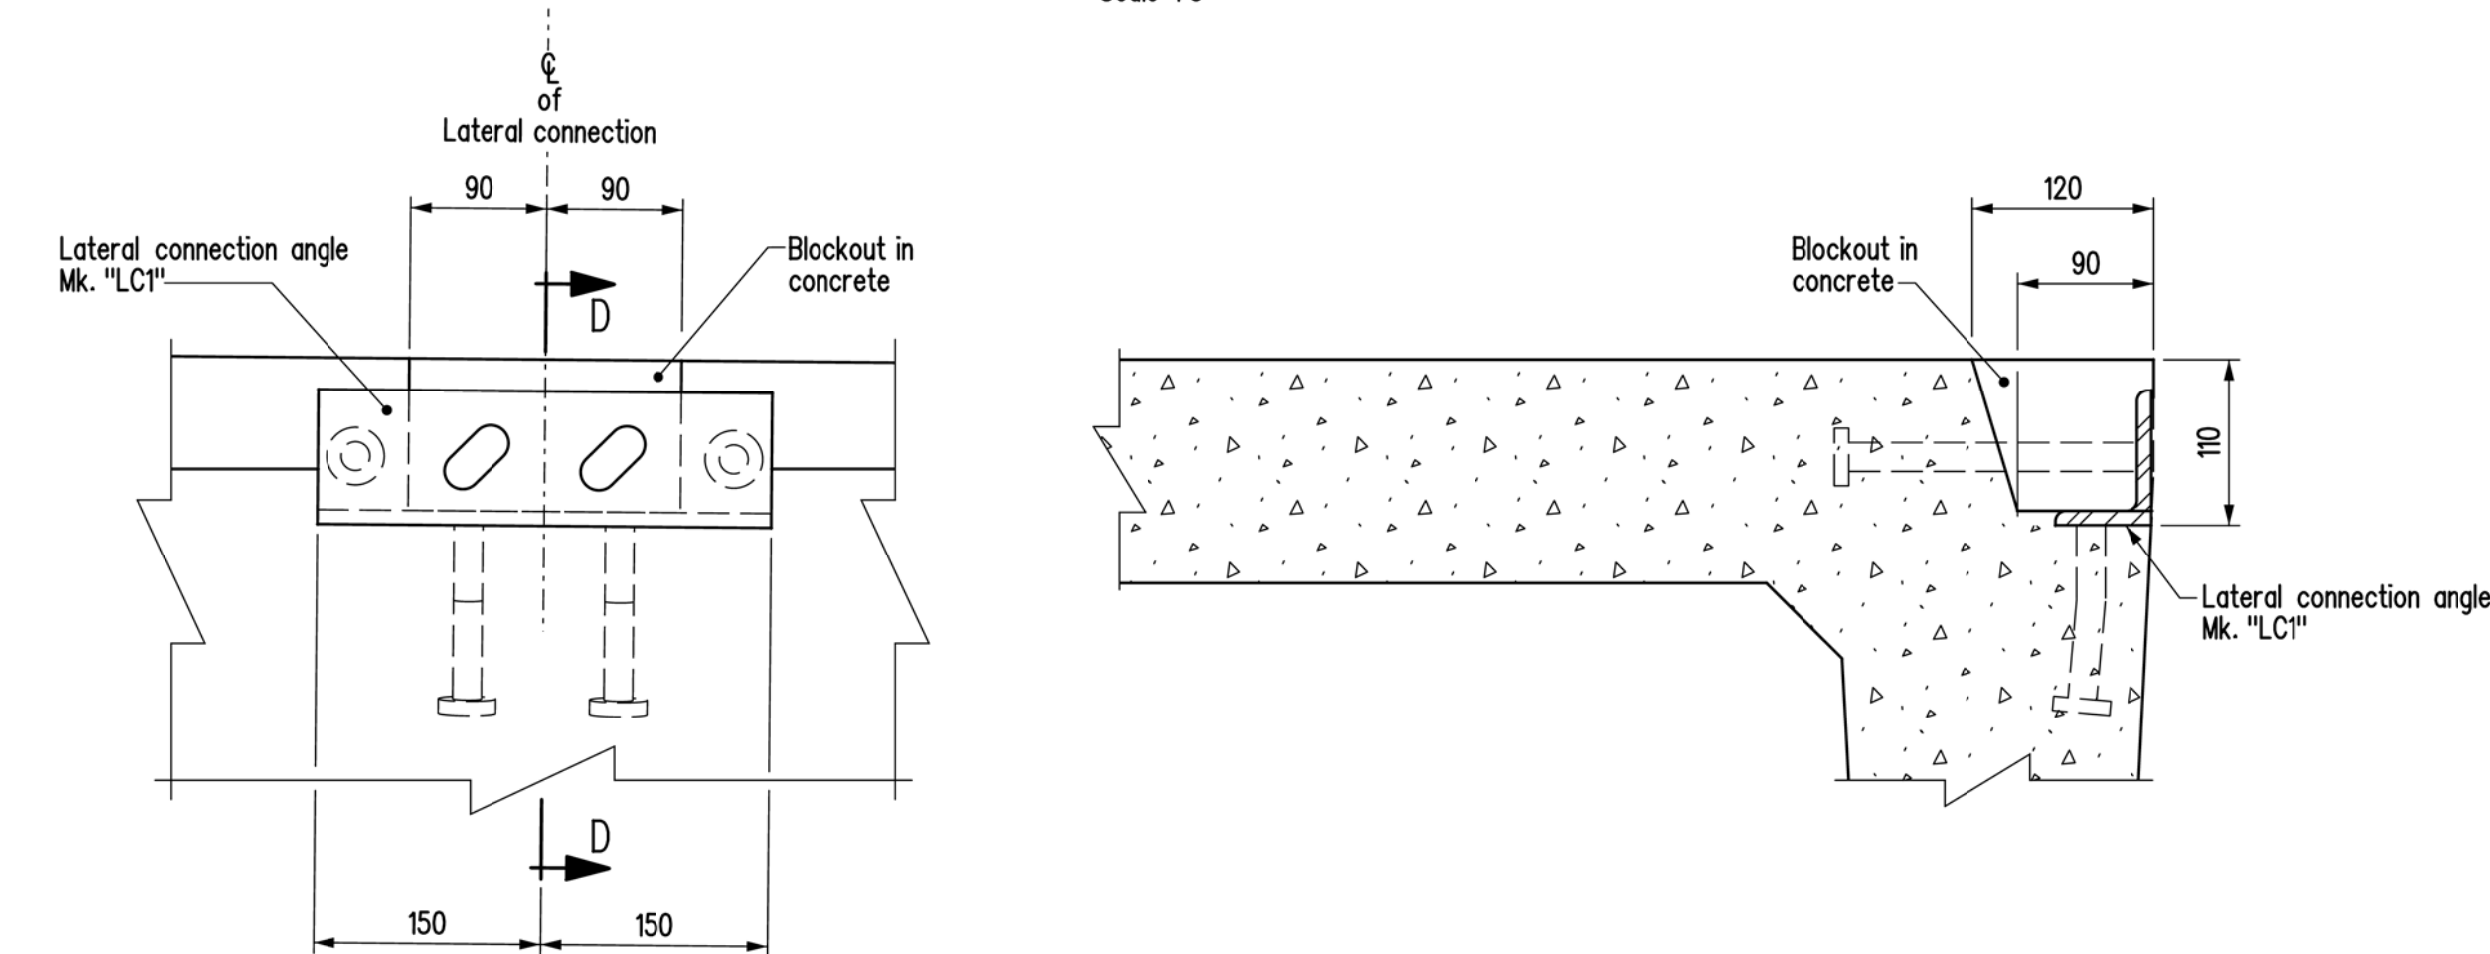 ℄
of
Lateral connection
90
90
120
Lateral connection angle
Mk. "LC1"
Blockout in
concrete
Blockout in
concrete
90
D
110
Lateral connection angle
Mk. "LC1"
D
150
150